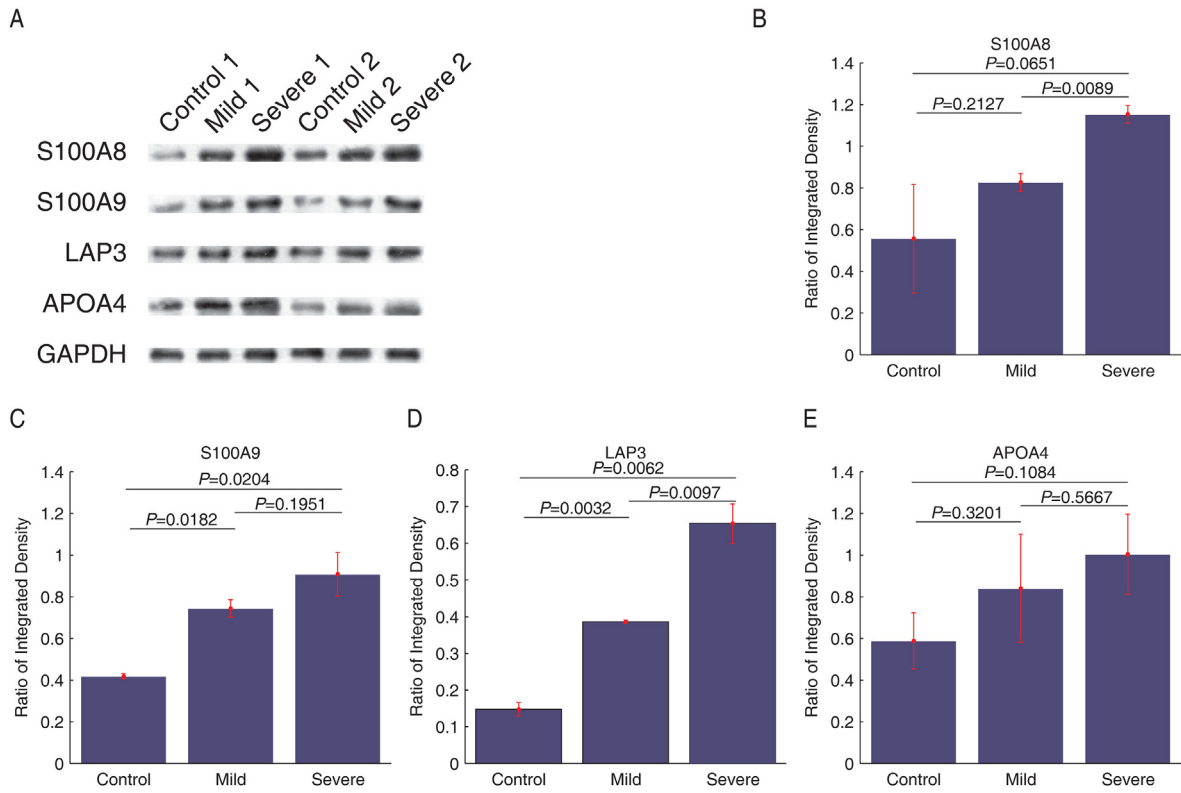 A
Control 1
Mild 1
Severe 1
Control 2
Mild 2
Severe 2
S100A8
S100A9
LAP3
APOA4
GAPDH
B
S100A8
P=0.0651
P=0.2127
P=0.0089
Ratio of Integrated Density
1.4
1.2
1
0.8
0.6
0.4
0.2
0
Control Mild Severe
C
S100A9
P=0.0204
P=0.0182
P=0.1951
Ratio of Integrated Density
1.4
1.2
1
0.8
0.6
0.4
0.2
0
Control Mild Severe
D
LAP3
P=0.0062
P=0.0032
P=0.0097
Ratio of Integrated Density
0.8
0.7
0.6
0.5
0.4
0.3
0.2
0.1
0
Control Mild Severe
E
APOA4
P=0.1084
P=0.3201
P=0.5667
Ratio of Integrated Density
1.4
1.2
1
0.8
0.6
0.4
0.2
0
Control Mild Severe